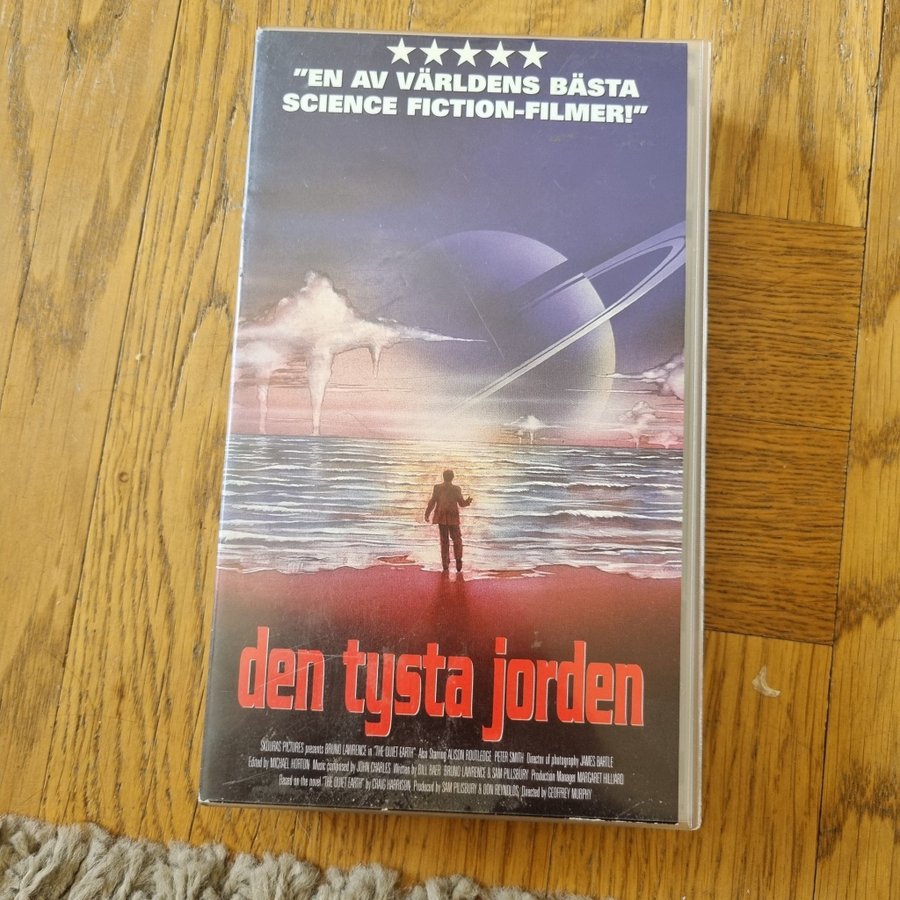 "EN AV VÄRLDENS BÄSTA
SCIENCE FICTION-FILMER!"
den tysta jorden
SKOURAS PICTURES presents BRUNO LAWRENCE in "THE QUIET EARTH" Also Starring ALISON ROUTLEDGE PETER SMITH Director of photography JAMES BARTLE
Edited by MICHAEL HORTON Music composed by JOHN CHARLES Written by BILL BAER BRUNO LAWRENCE & SAM PILLSBURY Production Manager MARGARET HILLIARD
Based on the novel "THE QUIET EARTH" by CRAIG HARRISON Produced by SAM PILLSBURY & DON REYNOLDS Directed by GEOFFREY MURPHY